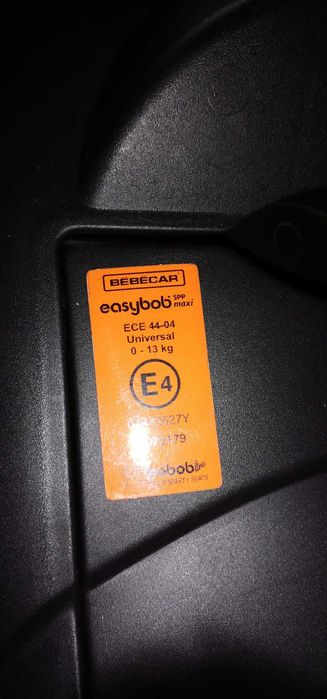 BÉBÉCAR
easybob SPP maxi
ECE 44-04
Universal
0 - 13 kg
E4